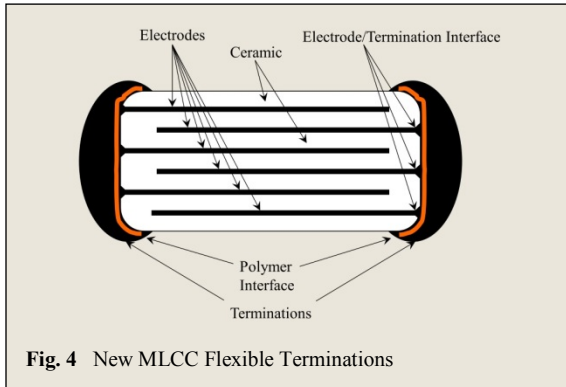 Electrodes
Electrode/Termination Interface
Ceramic
Polymer
Interface
Terminations
Fig. 4 New MLCC Flexible Terminations